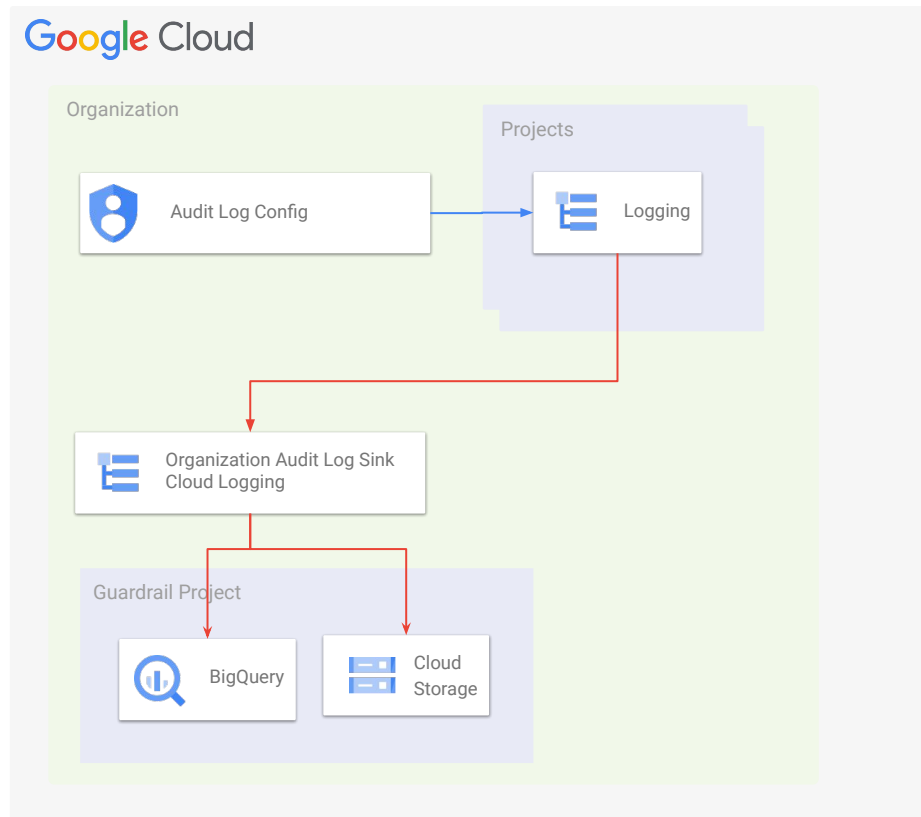 Google Cloud
Organization
Projects
Audit Log Config
Logging
Organization Audit Log Sink
Cloud Logging
Guardrail Project
BigQuery
Cloud
Storage